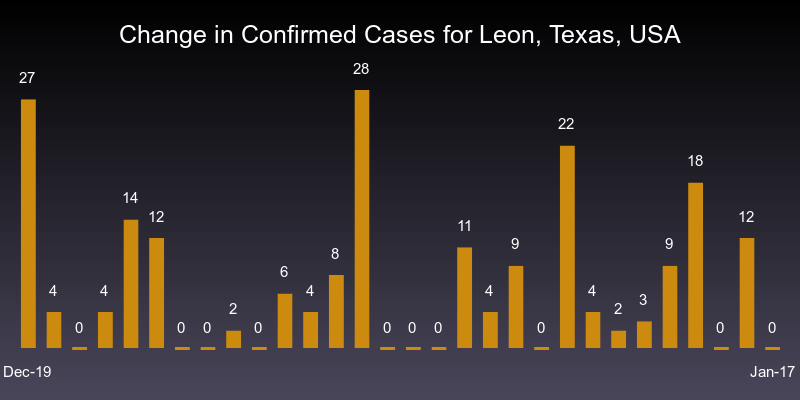 Change in Confirmed Cases for Leon, Texas, USA
27 4 0 4 14 12 0 0 2 0 6 4 8 28 0 0 0 11 4 9 0 22 4 2 3 9 18 0 12 0
Dec-19 Jan-17